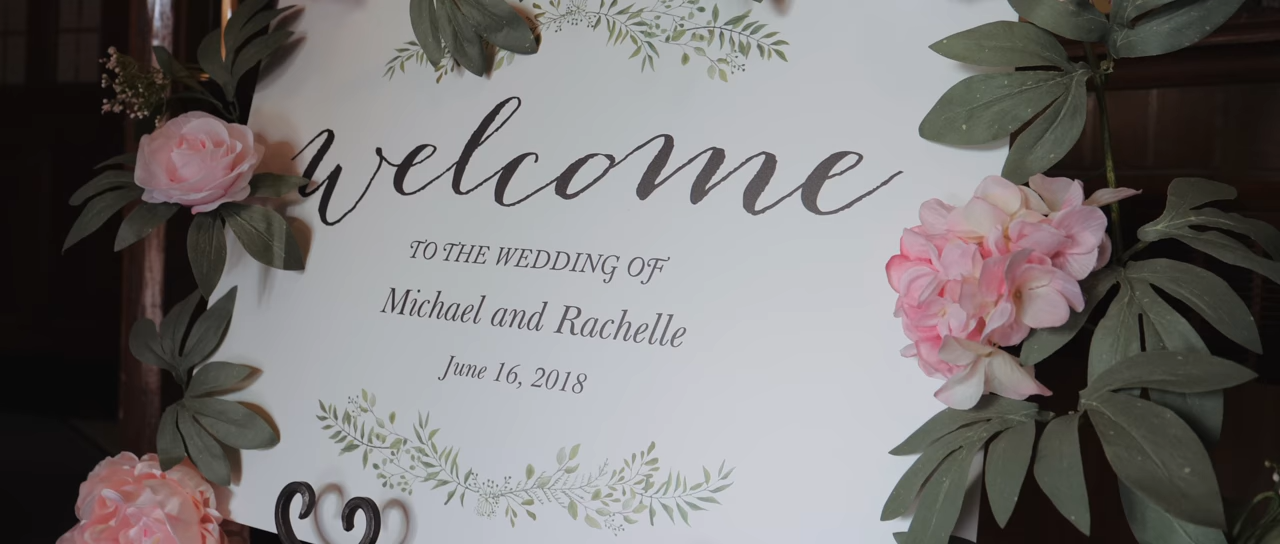 welcome
TO THE WEDDING OF
Michael and Rachelle
June 16, 2018